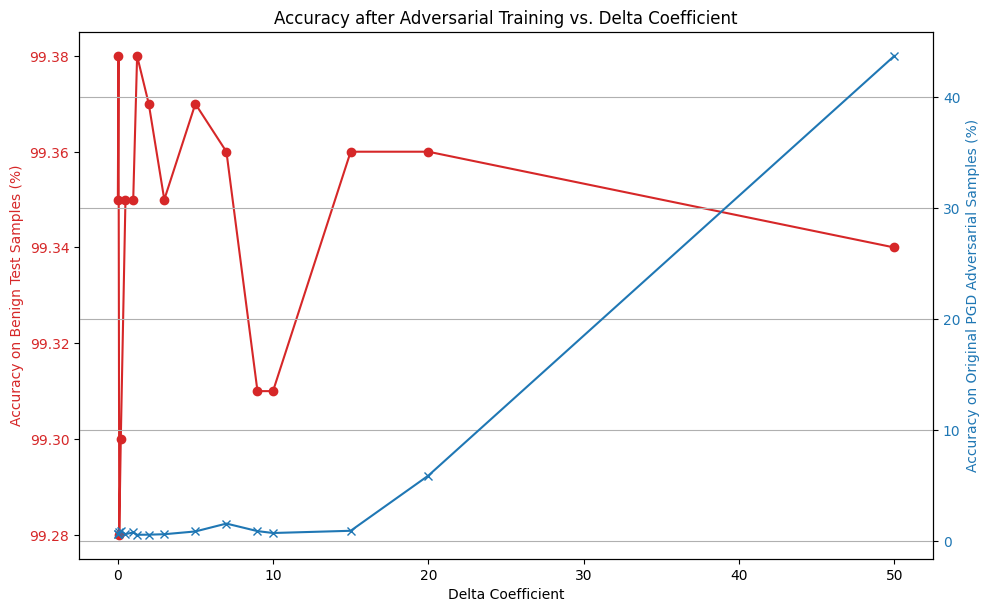 Accuracy after Adversarial Training vs. Delta Coefficient
99.38
99.36
99.34
99.32
99.30
99.28
Accuracy on Benign Test Samples (%)
40
30
20
10
0
Accuracy on Original PGD Adversarial Samples (%)
0 10 20 30 40 50
Delta Coefficient